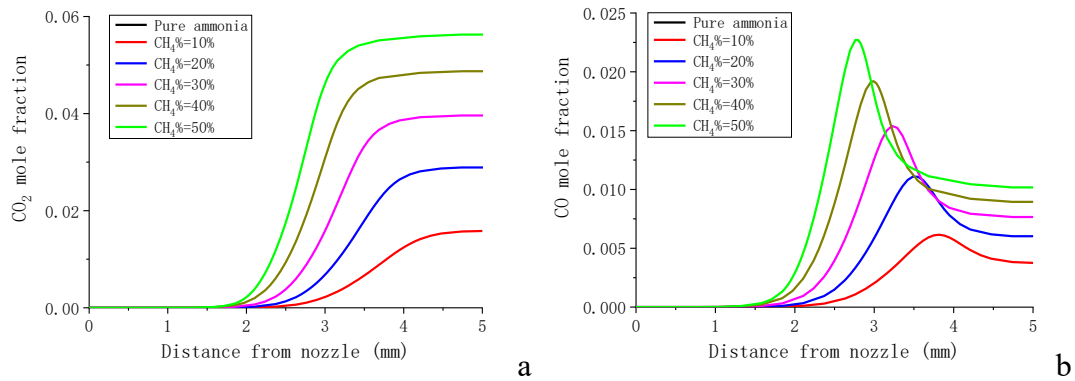 CO₂ mole fraction
0.06
0.04
0.02
0.00
Pure ammonia
CH₄%=10%
CH₄%=20%
CH₄%=30%
CH₄%=40%
CH₄%=50%
0 1 2 3 4 5
Distance from nozzle (mm)
a
CO mole fraction
0.025
0.020
0.015
0.010
0.005
0.000
Pure ammonia
CH₄%=10%
CH₄%=20%
CH₄%=30%
CH₄%=40%
CH₄%=50%
0 1 2 3 4 5
Distance from nozzle (mm)
b